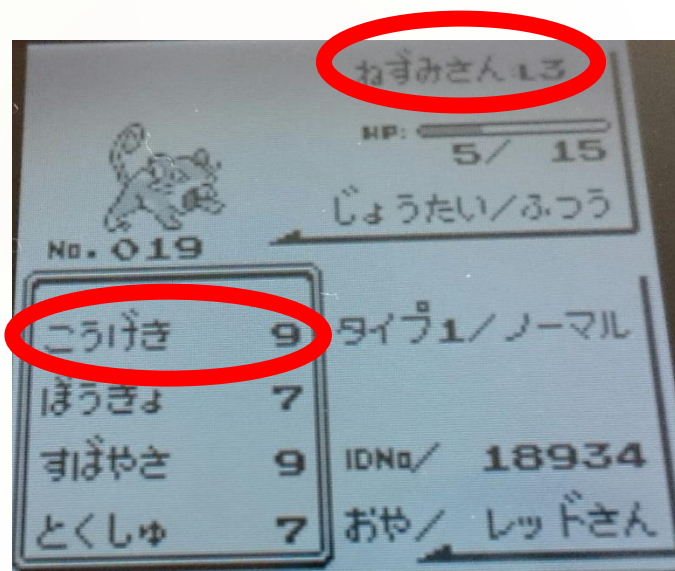 ねずみさん13
HP:
5/ 15
じょうたい/ふつう
No.019
こうげき 9
ぼうぎょ 7
すばやさ 9
とくしゅ 7
タイプ1/ノーマル
IDNo/ 18934
おや/ レッドさん